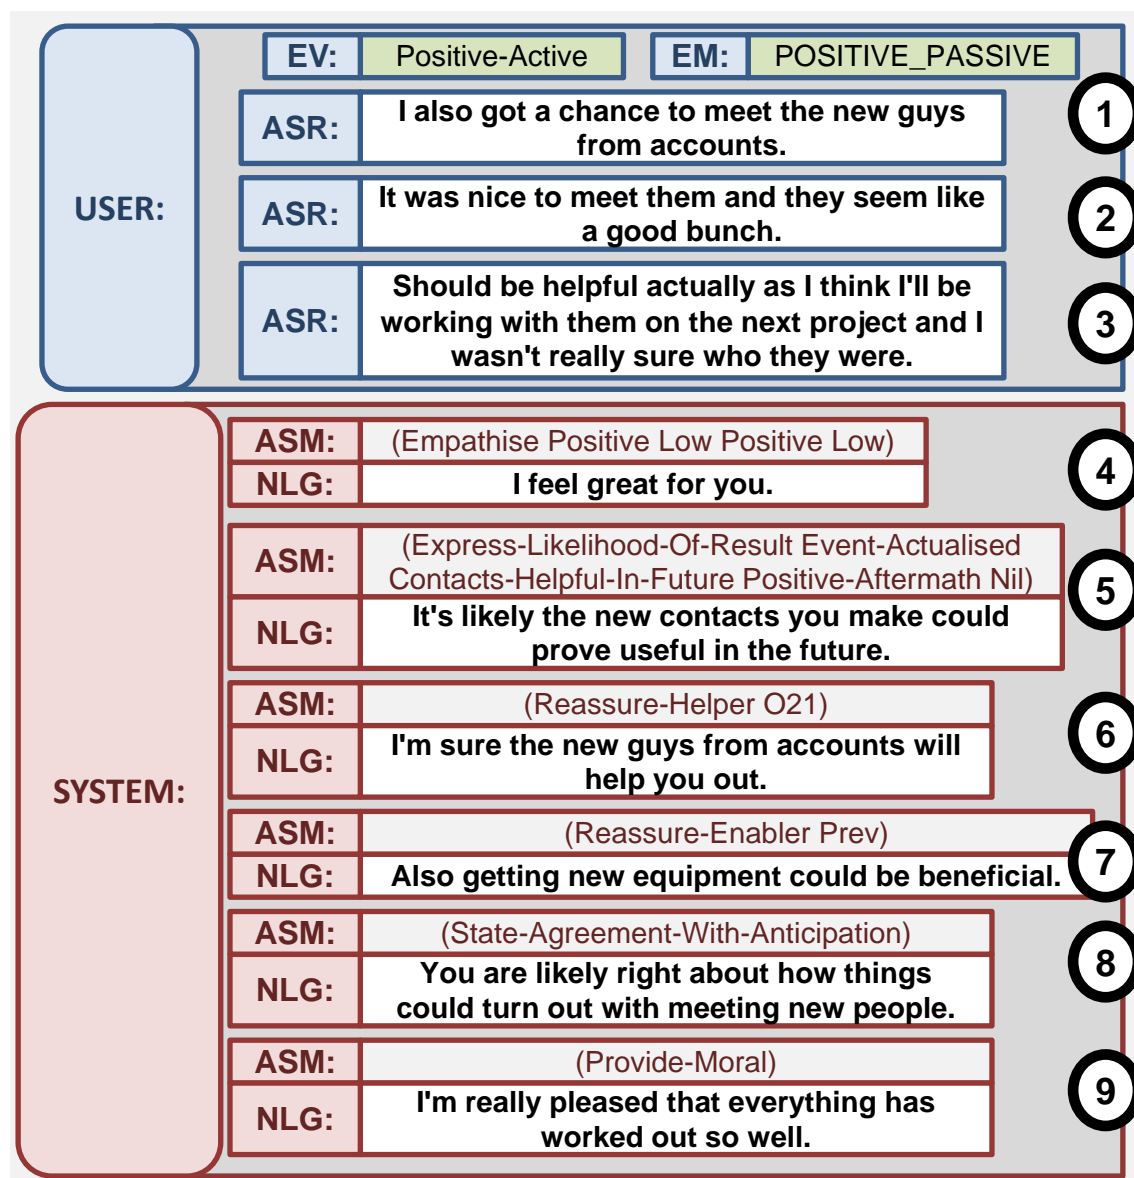 USER:
EV: Positive-Active EM: POSITIVE_PASSIVE
ASR: I also got a chance to meet the new guys
from accounts.
1
ASR: It was nice to meet them and they seem like
a good bunch.
2
ASR: Should be helpful actually as I think I'll be
working with them on the next project and I
wasn't really sure who they were.
3
SYSTEM:
ASM: (Empathise Positive Low Positive Low)
NLG: I feel great for you.
4
ASM: (Express-Likelihood-Of-Result Event-Actualised
Contacts-Helpful-In-Future Positive-Aftermath Nil)
NLG: It's likely the new contacts you make could
prove useful in the future.
5
ASM: (Reassure-Helper O21)
NLG: I'm sure the new guys from accounts will
help you out.
6
ASM: (Reassure-Enabler Prev)
NLG: Also getting new equipment could be beneficial.
7
ASM: (State-Agreement-With-Anticipation)
NLG: You are likely right about how things
could turn out with meeting new people.
8
ASM: (Provide-Moral)
NLG: I'm really pleased that everything has
worked out so well.
9